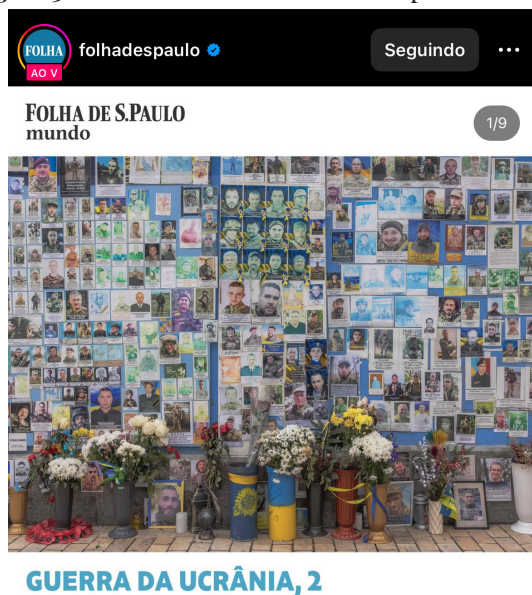 FOLHA
AO V
folhadespaulo
Seguindo
FOLHA DE S.PAULO
mundo
1/9
GUERRA DA UCRÂNIA, 2